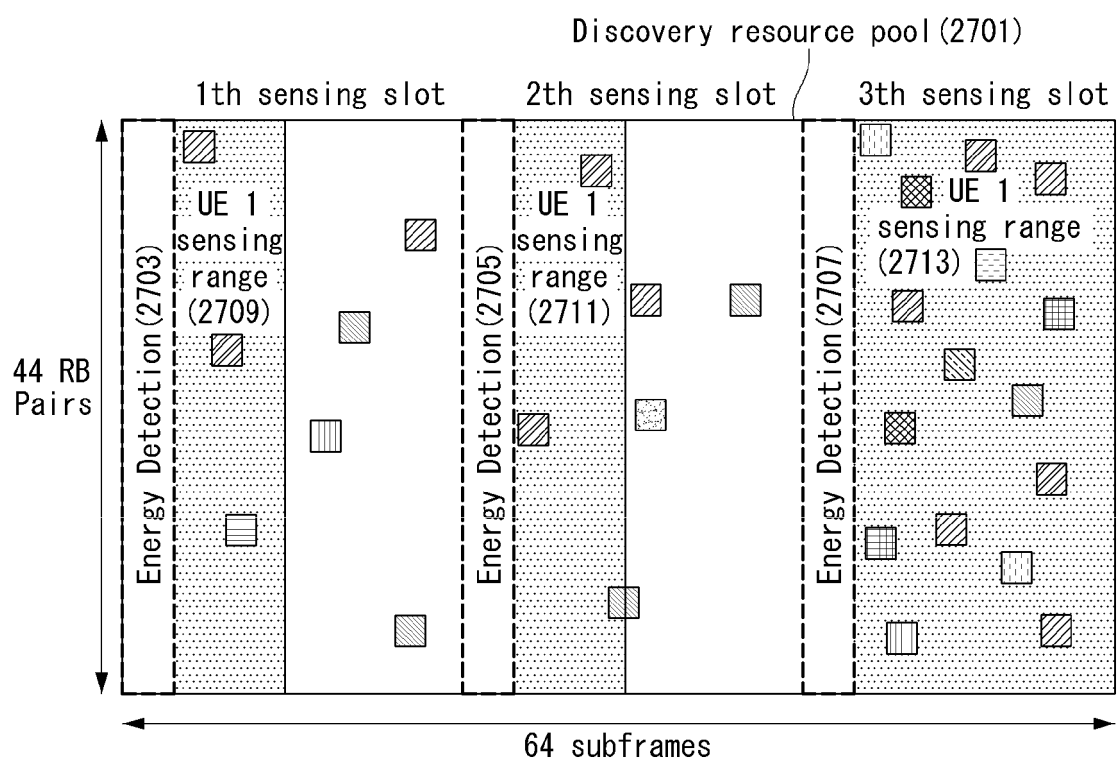 Discovery resource pool(2701)
1th sensing slot
2th sensing slot
3th sensing slot
44 RB
Pairs
Energy Detection(2703)
UE 1
sensing
range
(2709)
Energy Detection(2705)
UE 1
sensing
range
(2711)
Energy Detection(2707)
UE 1
sensing range
(2713)
64 subframes